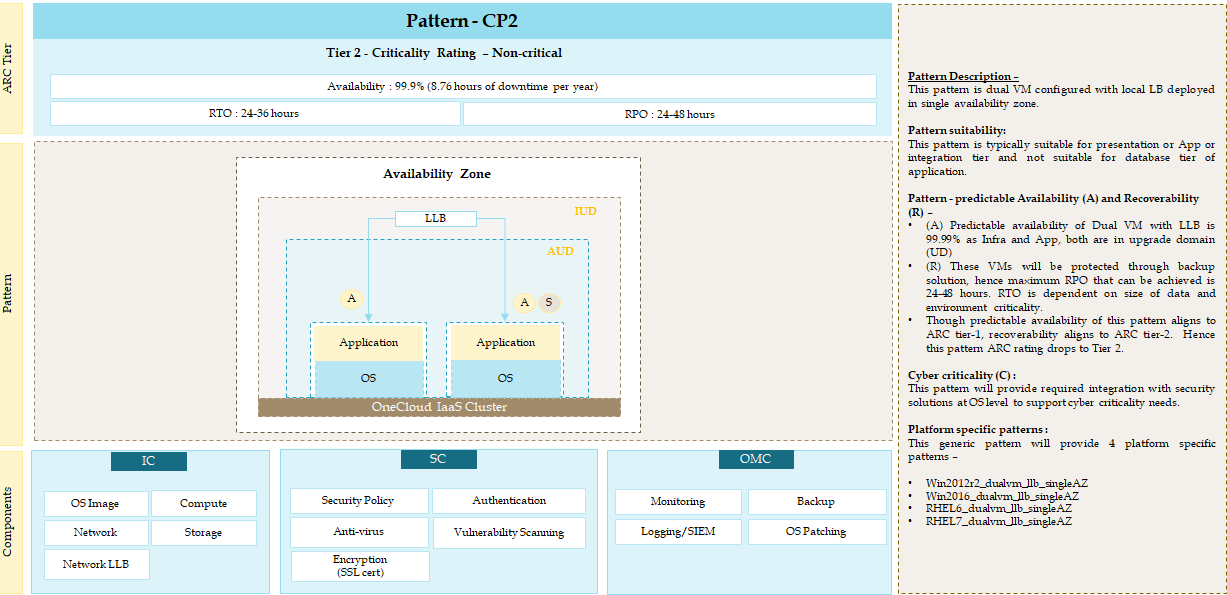 ARC Tier
Pattern - CP2
Tier 2 - Criticality Rating – Non-critical
Availability : 99.9% (8.76 hours of downtime per year)
RTO : 24-36 hours
RPO : 24-48 hours
Pattern
Availability Zone
IUD
LLB
AUD
A
A
S
Application
Application
OS
OS
OneCloud IaaS Cluster
Components
IC
OS Image
Compute
Network
Storage
Network LLB
SC
Security Policy
Authentication
Anti-virus
Vulnerability Scanning
Encryption
(SSL cert)
OMC
Monitoring
Backup
Logging/SIEM
OS Patching
Pattern Description –
This pattern is dual VM configured with local LB deployed
in single availability zone.
Pattern suitability:
This pattern is typically suitable for presentation or App or
integration tier and not suitable for database tier of
application.
Pattern - predictable Availability (A) and Recoverability
(R) –
• (A) Predictable availability of Dual VM with LLB is
99.99% as Infra and App, both are in upgrade domain
(UD)
• (R) These VMs will be protected through backup
solution, hence maximum RPO that can be achieved is
24-48 hours. RTO is dependent on size of data and
environment criticality.
• Though predictable availability of this pattern aligns to
ARC tier-1, recoverability aligns to ARC tier-2. Hence
this pattern ARC rating drops to Tier 2.
Cyber criticality (C) :
This pattern will provide required integration with security
solutions at OS level to support cyber criticality needs.
Platform specific patterns :
This generic pattern will provide 4 platform specific
patterns –
• Win2012r2_dualvm_llb_singleAZ
• Win2016_dualvm_llb_singleAZ
• RHEL6_dualvm_llb_singleAZ
• RHEL7_dualvm_llb_singleAZ